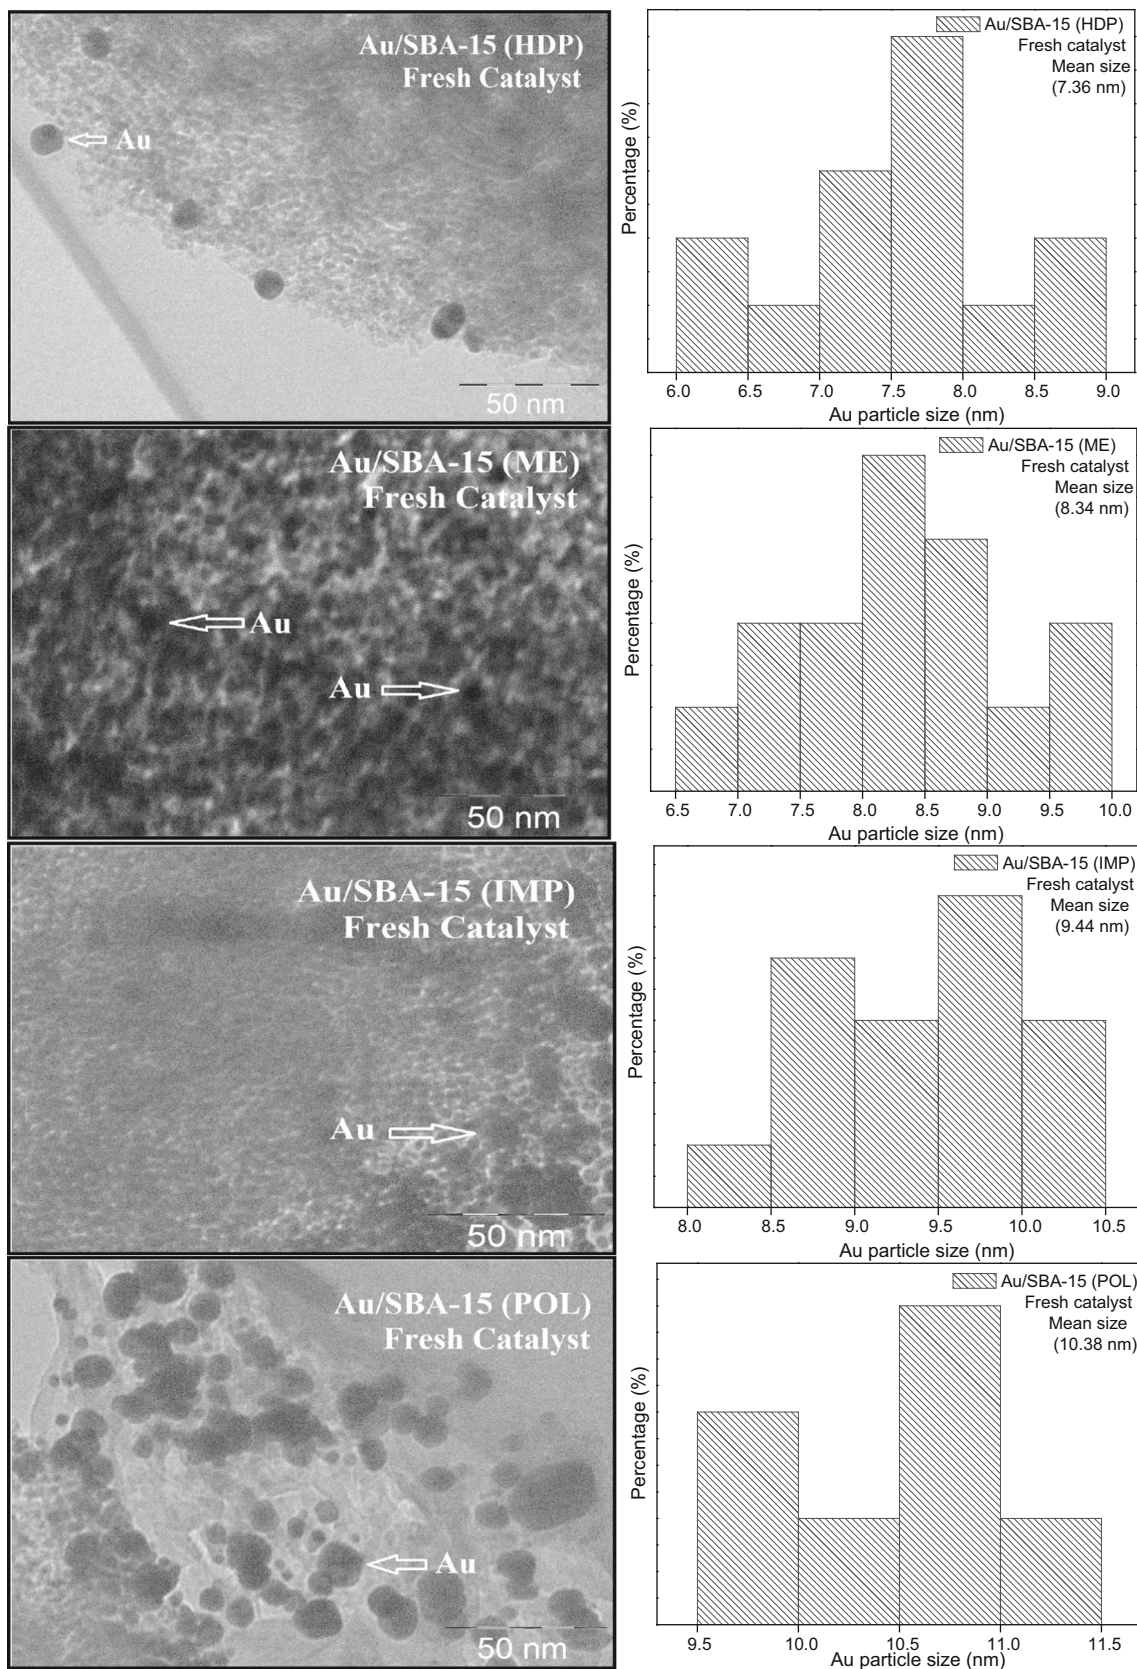 Au/SBA-15 (HDP)
Fresh Catalyst
Au
50 nm
Au/SBA-15 (HDP)
Fresh catalyst
Mean size
(7.36 nm)
Percentage (%)
6.0 6.5 7.0 7.5 8.0 8.5 9.0
Au particle size (nm)
Au/SBA-15 (ME)
Fresh Catalyst
Au
Au
50 nm
Au/SBA-15 (ME)
Fresh catalyst
Mean size
(8.34 nm)
Percentage (%)
6.5 7.0 7.5 8.0 8.5 9.0 9.5 10.0
Au particle size (nm)
Au/SBA-15 (IMP)
Fresh Catalyst
Au
50 nm
Au/SBA-15 (IMP)
Fresh catalyst
Mean size
(9.44 nm)
Percentage (%)
8.0 8.5 9.0 9.5 10.0 10.5
Au particle size (nm)
Au/SBA-15 (POL)
Fresh Catalyst
Au
50 nm
Au/SBA-15 (POL)
Fresh catalyst
Mean size
(10.38 nm)
Percentage (%)
9.5 10.0 10.5 11.0 11.5
Au particle size (nm)